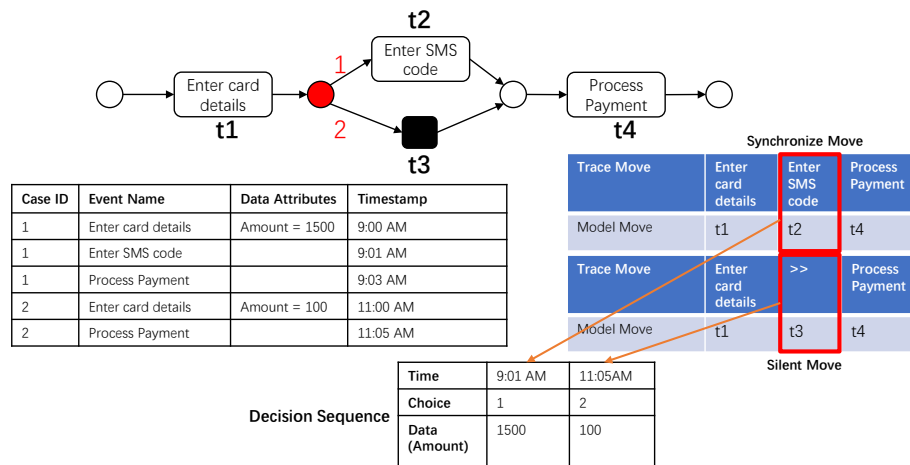 t2
Enter SMS
code
1
Enter card
details
Process
Payment
2
t1
t4
t3
Synchronize Move
Case ID Event Name Data Attributes Timestamp
1 Enter card details Amount = 1500 9:00 AM
1 Enter SMS code 9:01 AM
1 Process Payment 9:03 AM
2 Enter card details Amount = 100 11:00 AM
2 Process Payment 11:05 AM
Trace Move Enter Enter Process
card SMS Payment
details code
Model Move t1 t2 t4
Trace Move Enter >> Process
card Payment
details
Model Move t1 t3 t4
Silent Move
Decision Sequence
Time 9:01 AM 11:05AM
Choice 1 2
Data 1500 100
(Amount)